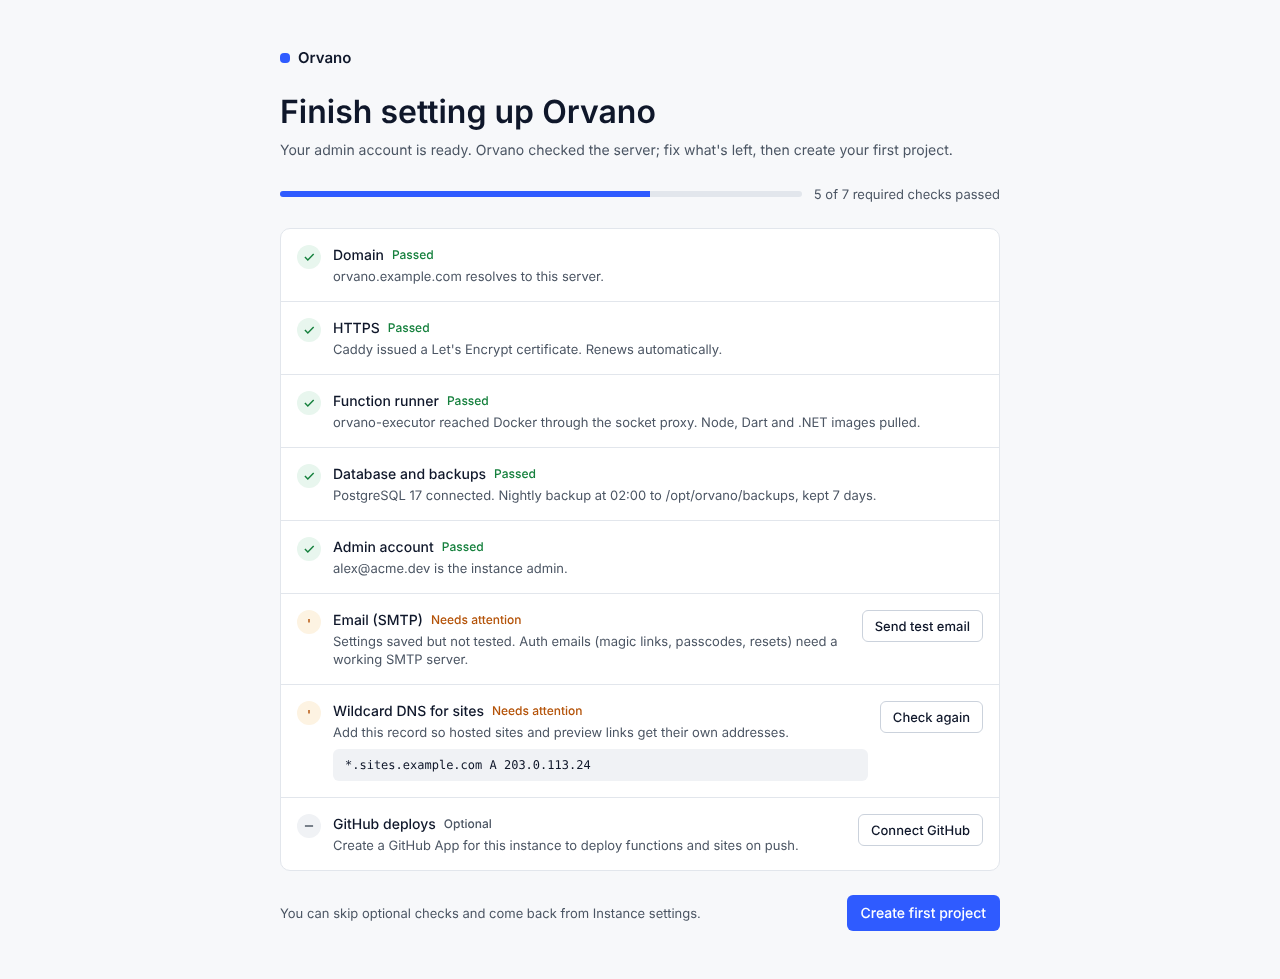 Orvano
Finish setting up Orvano
Your admin account is ready. Orvano checked the server; fix what's left, then create your first project.
5 of 7 required checks passed
Domain Passed
orvano.example.com resolves to this server.
HTTPS Passed
Caddy issued a Let's Encrypt certificate. Renews automatically.
Function runner Passed
orvano-executor reached Docker through the socket proxy. Node, Dart and .NET images pulled.
Database and backups Passed
PostgreSQL 17 connected. Nightly backup at 02:00 to /opt/orvano/backups, kept 7 days.
Admin account Passed
alex@acme.dev is the instance admin.
Email (SMTP) Needs attention
Send test email
Settings saved but not tested. Auth emails (magic links, passcodes, resets) need a
working SMTP server.
Wildcard DNS for sites Needs attention
Check again
Add this record so hosted sites and preview links get their own addresses.
*.sites.example.com A 203.0.113.24
GitHub deploys Optional
Connect GitHub
Create a GitHub App for this instance to deploy functions and sites on push.
You can skip optional checks and come back from Instance settings.
Create first project